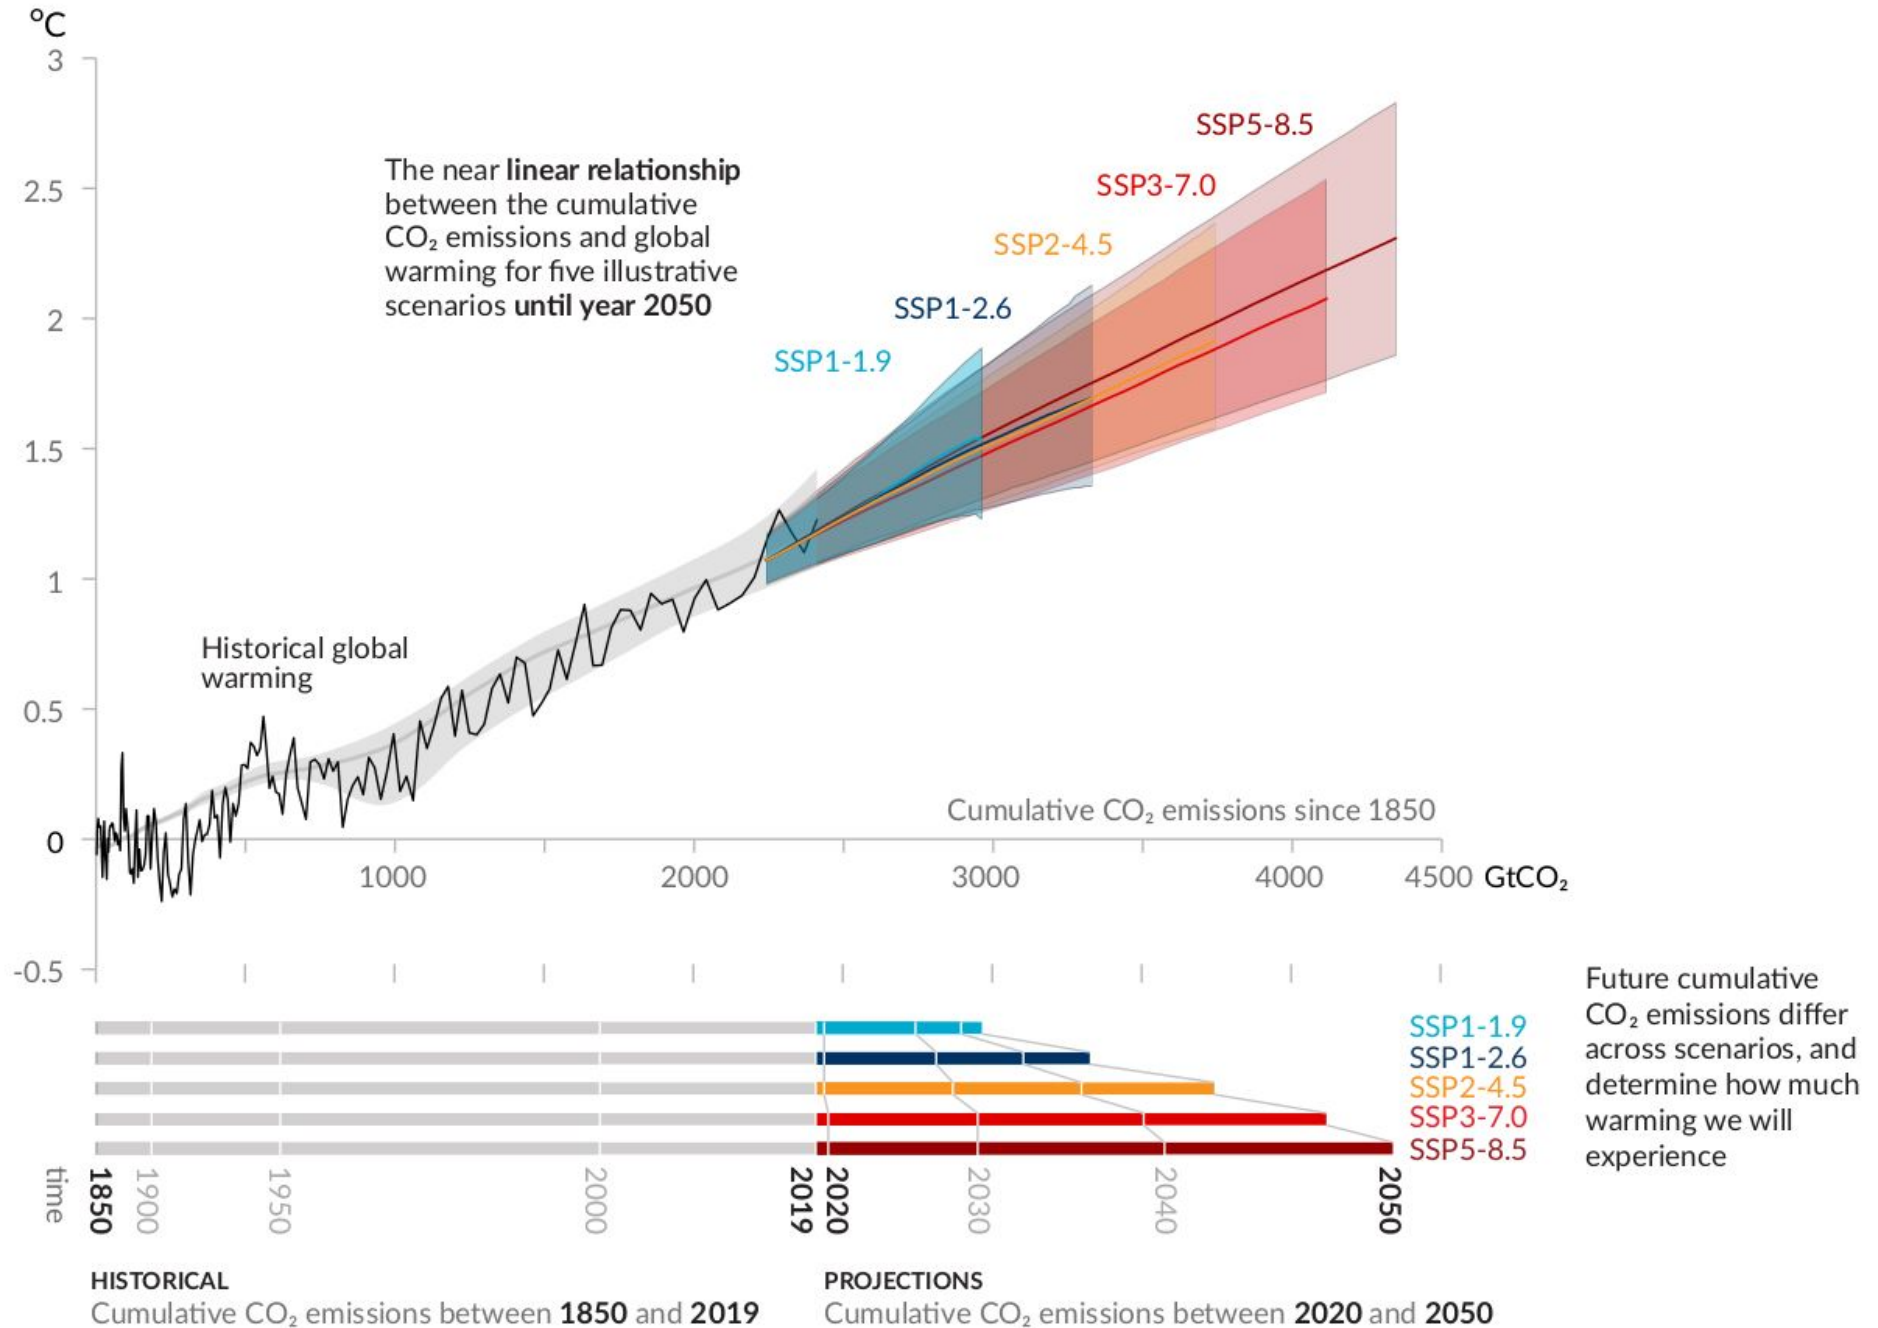 °C
3
2.5
2
1.5
1
0.5
0
-0.5
The near linear relationship
between the cumulative
CO₂ emissions and global
warming for five illustrative
scenarios until year 2050
SSP5-8.5
SSP3-7.0
SSP2-4.5
SSP1-2.6
SSP1-1.9
Historical global
warming
Cumulative CO₂ emissions since 1850
1000
2000
3000
4000
4500 GtCO₂
SSP1-1.9
SSP1-2.6
SSP2-4.5
SSP3-7.0
SSP5-8.5
Future cumulative
CO₂ emissions differ
across scenarios, and
determine how much
warming we will
experience
time
1850
1900
1950
2000
2019
2020
2030
2040
2050
HISTORICAL
Cumulative CO₂ emissions between 1850 and 2019
PROJECTIONS
Cumulative CO₂ emissions between 2020 and 2050